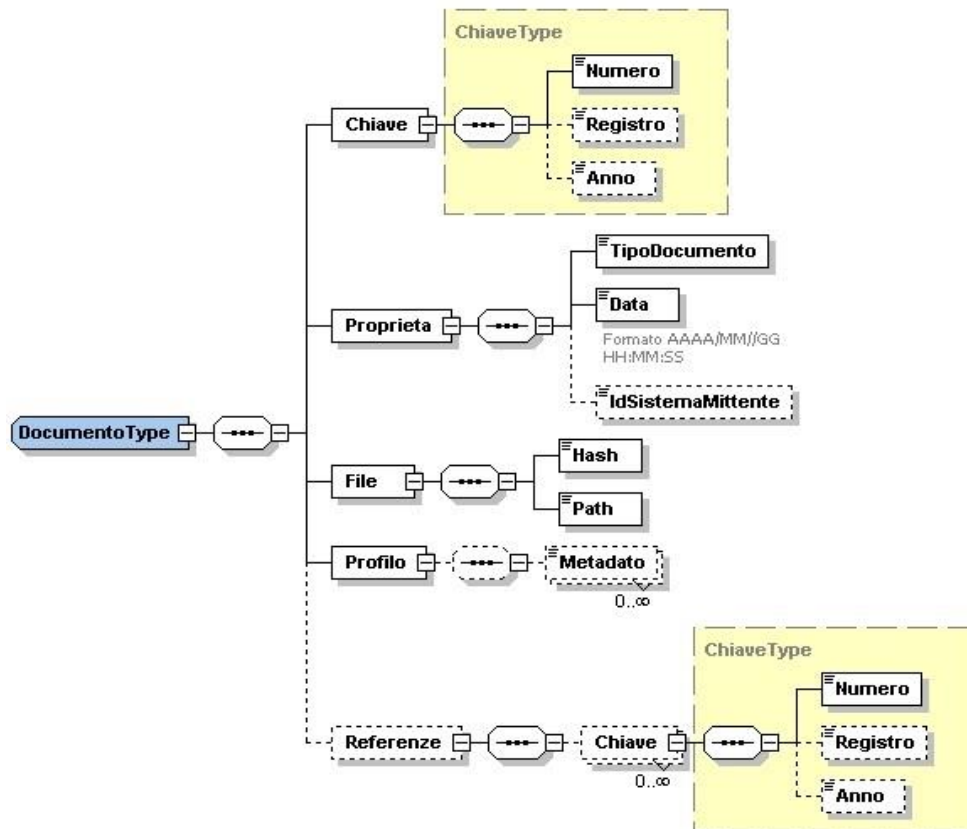 ChiaveType
Numero
Chiave
Registro
Anno
TipoDocumento
Proprieta
Data
Formato AAAA/MM//GG
HH:MM:SS
IdSistemaMittente
DocumentoType
Hash
File
Path
Profilo
Metadato
0..∞
ChiaveType
Numero
Referenze
Chiave
Registro
0..∞
Anno